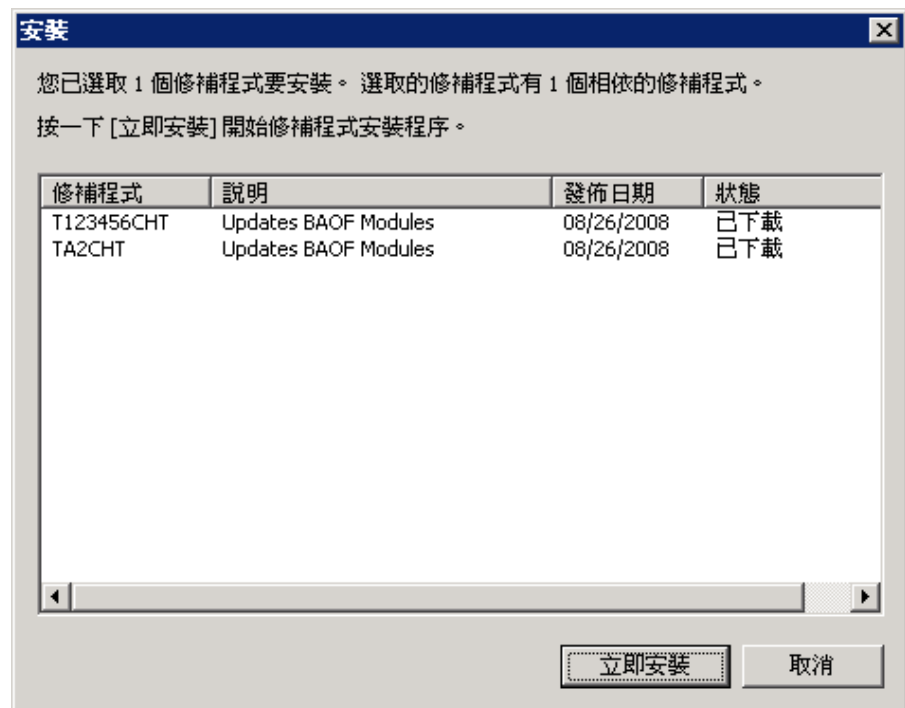 安裝
您已選取 1 個修補程式要安裝。 選取的修補程式有 1 個相依的修補程式。
按一下 [立即安裝] 開始修補程式安裝程序。
修補程式 說明 發佈日期 狀態
T123456CHT Updates BAOF Modules 08/26/2008 已下載
TA2CHT Updates BAOF Modules 08/26/2008 已下載
立即安裝 取消